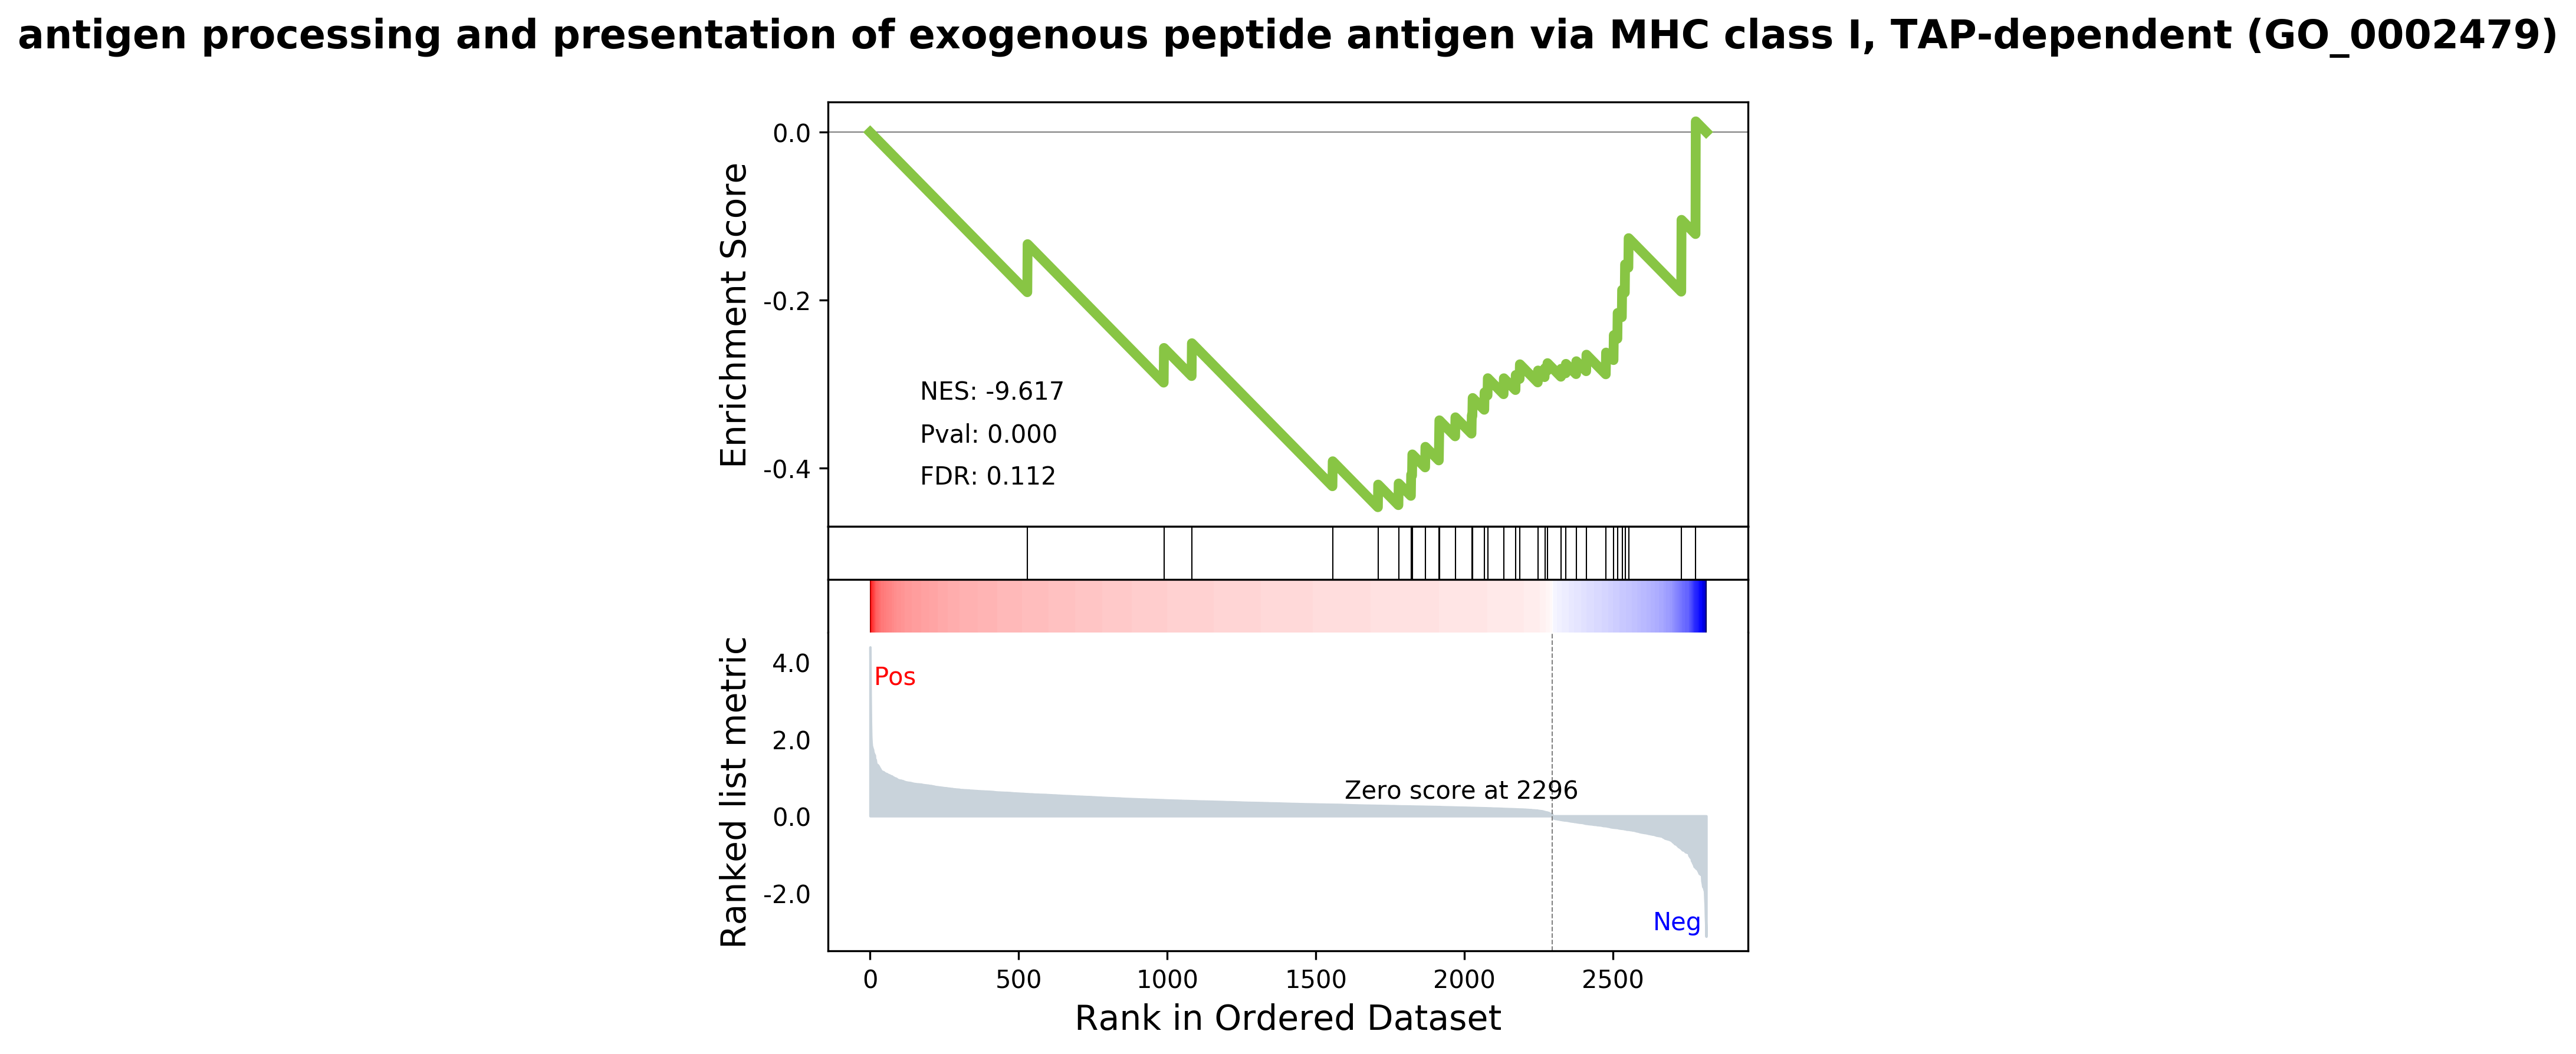 antigen processing and presentation of exogenous peptide antigen via MHC class I, TAP-dependent (GO_0002479)
Enrichment Score
0.0
-0.2
-0.4
NES: -9.617
Pval: 0.000
FDR: 0.112
Ranked list metric
4.0
2.0
0.0
-2.0
Pos
Zero score at 2296
Neg
0 500 1000 1500 2000 2500
Rank in Ordered Dataset